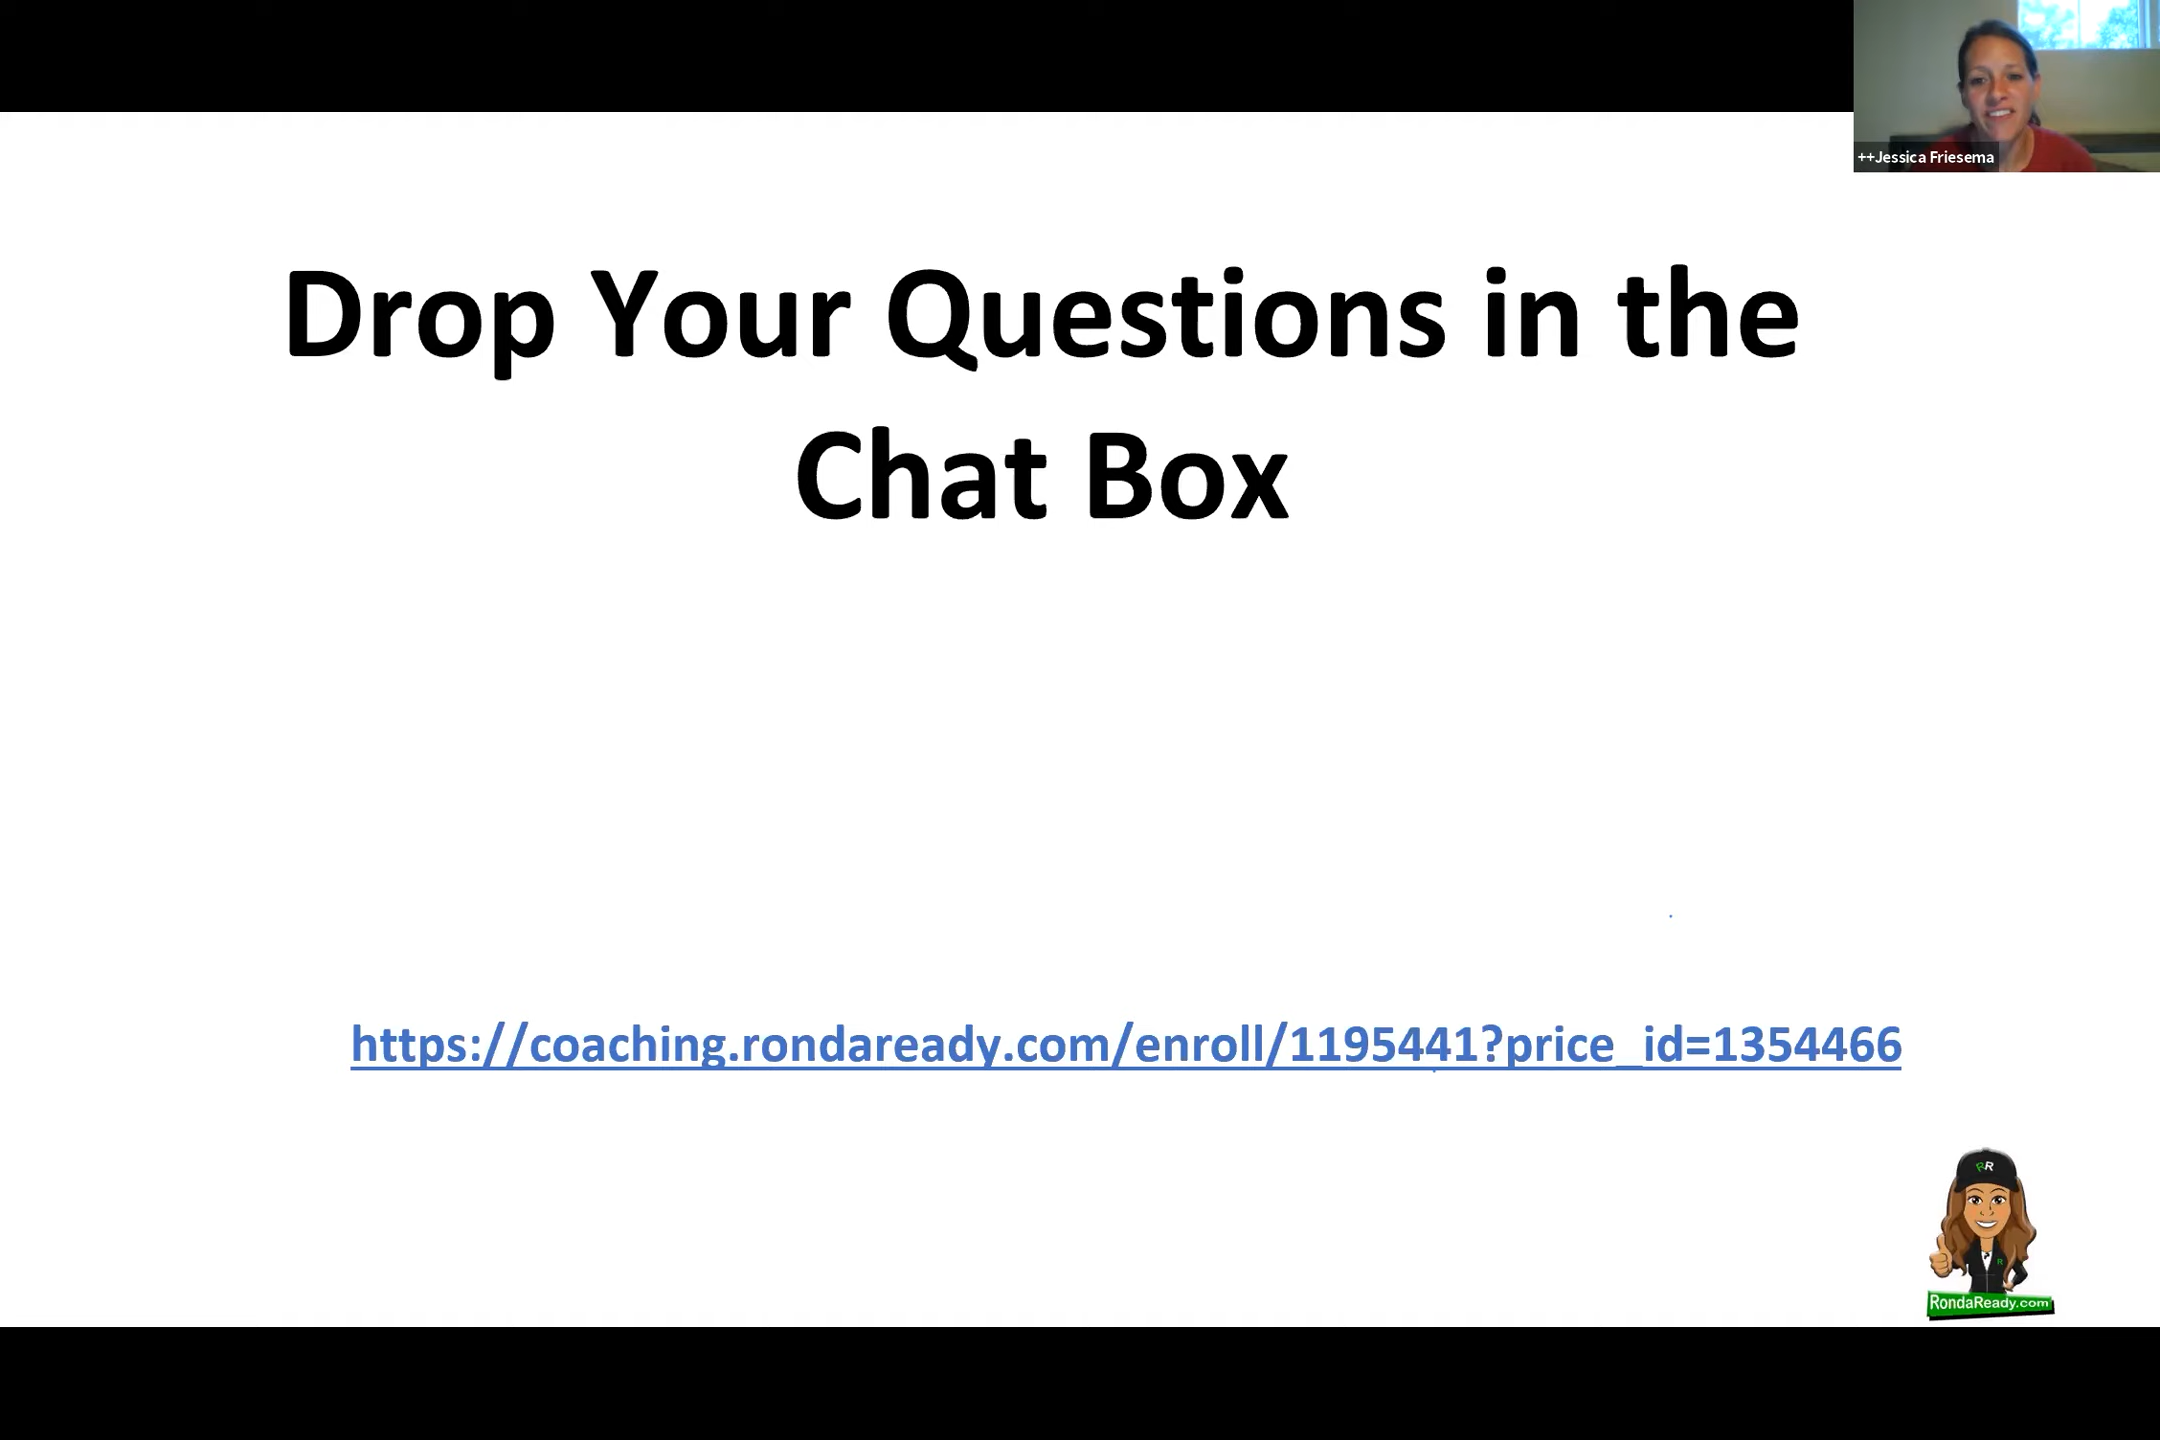 ++Jessica Friesema
Drop Your Questions in the
Chat Box
https://coaching.rondaready.com/enroll/1195441?price_id=1354466
RR
R
RondaReady.com